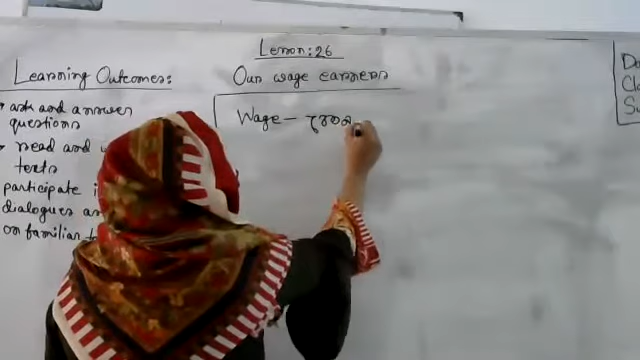 Lesson: 26
Our wage earners
Learning Outcomes:
• ask and answer
questions
• read and
texts
participate
dialogues
on familiar
Wage – বেতন